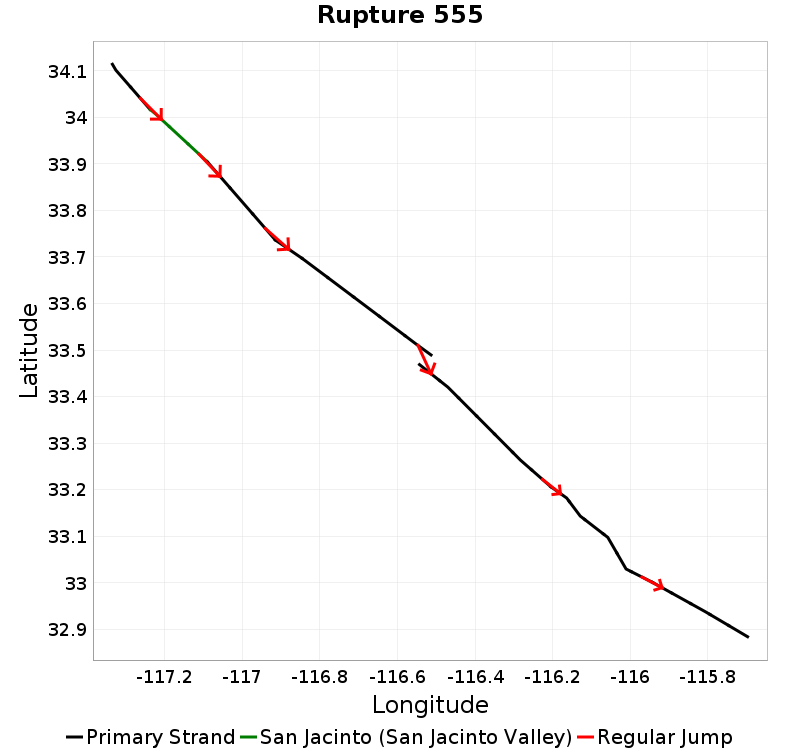 Rupture 555
34.1
34
33.9
33.8
33.7
33.6
33.5
33.4
33.3
33.2
33.1
33
32.9
Latitude
-117.2 -117 -116.8 -116.6 -116.4 -116.2 -116 -115.8
Longitude
Primary Strand San Jacinto (San Jacinto Valley) Regular Jump